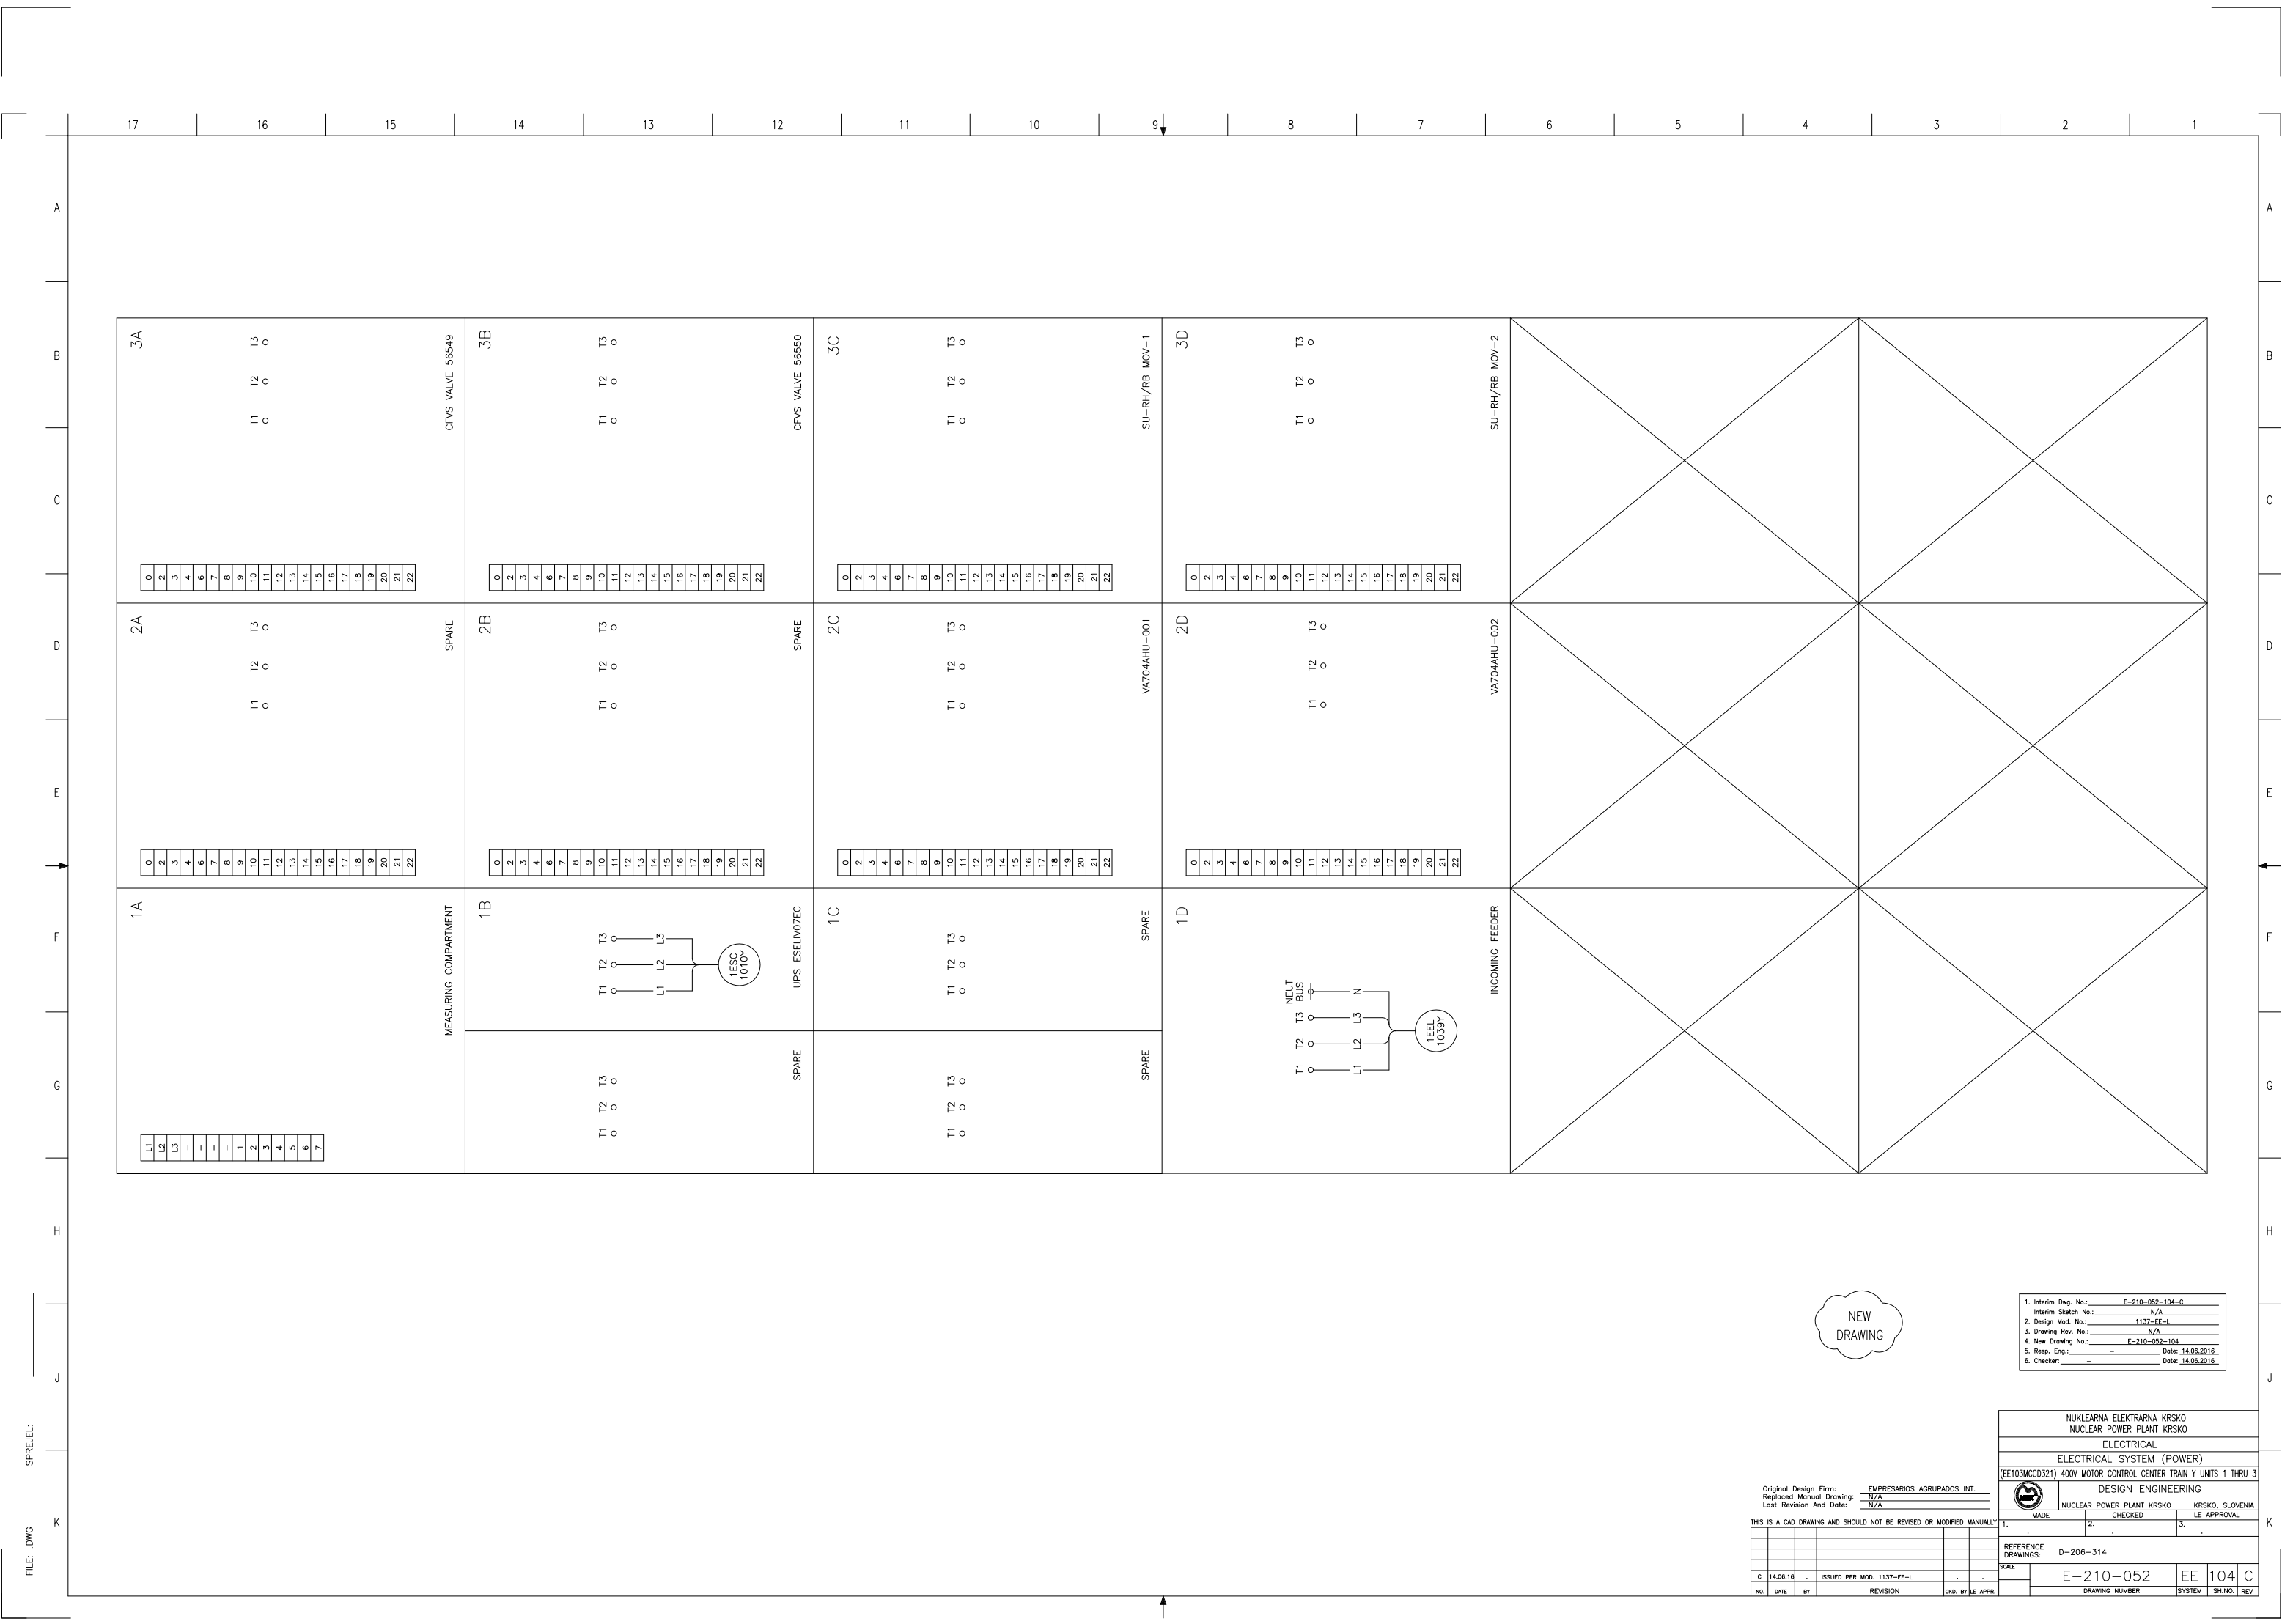 17 16 15 14 13 12 11 10 9 8 7 6 5 4 3 2 1
A A
B B
C C
D D
E E
F F
G G
H H
J J
K K
3A
T3
T2
T1
CFVS VALVE 56549
0 2 3 4 6 7 8 9 10 11 12 13 14 15 16 17 18 19 20 21 22
3B
T3
T2
T1
CFVS VALVE 56550
0 2 3 4 6 7 8 9 10 11 12 13 14 15 16 17 18 19 20 21 22
3C
T3
T2
T1
SU-RH/RB MOV-1
0 2 3 4 6 7 8 9 10 11 12 13 14 15 16 17 18 19 20 21 22
3D
T3
T2
T1
SU-RH/RB MOV-2
0 2 3 4 6 7 8 9 10 11 12 13 14 15 16 17 18 19 20 21 22
2A
T3
T2
T1
SPARE
0 2 3 4 6 7 8 9 10 11 12 13 14 15 16 17 18 19 20 21 22
2B
T3
T2
T1
SPARE
0 2 3 4 6 7 8 9 10 11 12 13 14 15 16 17 18 19 20 21 22
2C
T3
T2
T1
VA704AHU-001
0 2 3 4 6 7 8 9 10 11 12 13 14 15 16 17 18 19 20 21 22
2D
T3
T2
T1
VA704AHU-002
0 2 3 4 6 7 8 9 10 11 12 13 14 15 16 17 18 19 20 21 22
1A
MEASURING COMPARTMENT
L1 L2 L3 - - - - 1 2 3 4 5 6 7
1B
T3 L3
T2 L2
T1 L1
1ESC
1010Y
UPS ESELIV07EC
T3
T2
T1
SPARE
1C
T3
T2
T1
SPARE
T3
T2
T1
SPARE
1D
NEUT
BUS N
T3 L3
T2 L2
T1 L1
1EEL
1039Y
INCOMING FEEDER
NEW
DRAWING
1. Interim Dwg. No.: E-210-052-104-C
Interim Sketch No.: N/A
2. Design Mod. No.: 1137-EE-L
3. Drawing Rev. No.: N/A
4. New Drawing No.: E-210-052-104
5. Resp. Eng.: - Date: 14.06.2016
6. Checker: - Date: 14.06.2016
SPREJEL:
FILE: .DWG
Original Design Firm: EMPRESARIOS AGRUPADOS INT.
Replaced Manual Drawing: N/A
Last Revision And Date: N/A
THIS IS A CAD DRAWING AND SHOULD NOT BE REVISED OR MODIFIED MANUALLY
C 14.06.16 . ISSUED PER MOD. 1137-EE-L . .
NO. DATE BY REVISION CKD. BY LE APPR.
NUKLEARNA ELEKTRARNA KRSKO
NUCLEAR POWER PLANT KRSKO
ELECTRICAL
ELECTRICAL SYSTEM (POWER)
(EE103MCCD321) 400V MOTOR CONTROL CENTER TRAIN Y UNITS 1 THRU 3
DESIGN ENGINEERING
NUCLEAR POWER PLANT KRSKO KRSKO, SLOVENIA
MADE CHECKED LE APPROVAL
1. . 2. . 3. .
REFERENCE
DRAWINGS: D-206-314
SCALE
E-210-052 EE 104 C
DRAWING NUMBER SYSTEM SH.NO. REV